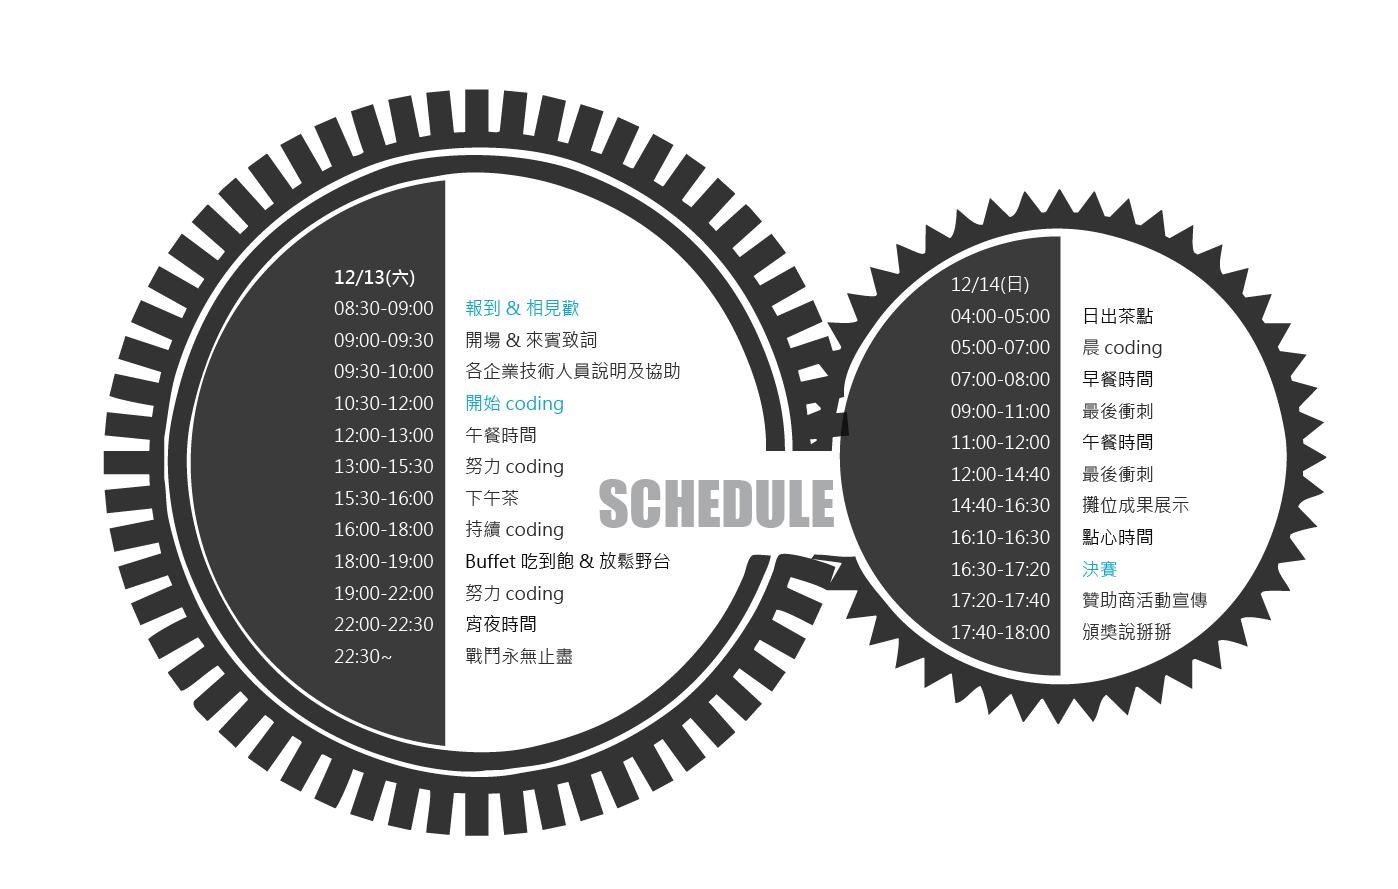 12/13(六)
08:30-09:00 報到 & 相見歡
09:00-09:30 開場 & 來賓致詞
09:30-10:00 各企業技術人員說明及協助
10:30-12:00 開始 coding
12:00-13:00 午餐時間
13:00-15:30 努力 coding
15:30-16:00 下午茶
16:00-18:00 持續 coding
18:00-19:00 Buffet 吃到飽 & 放鬆野台
19:00-22:00 努力 coding
22:00-22:30 宵夜時間
22:30~ 戰鬥永無止盡
SCHEDULE
12/14(日)
04:00-05:00 日出茶點
05:00-07:00 晨 coding
07:00-08:00 早餐時間
09:00-11:00 最後衝刺
11:00-12:00 午餐時間
12:00-14:40 最後衝刺
14:40-16:30 攤位成果展示
16:10-16:30 點心時間
16:30-17:20 決賽
17:20-17:40 贊助商活動宣傳
17:40-18:00 頒獎說掰掰